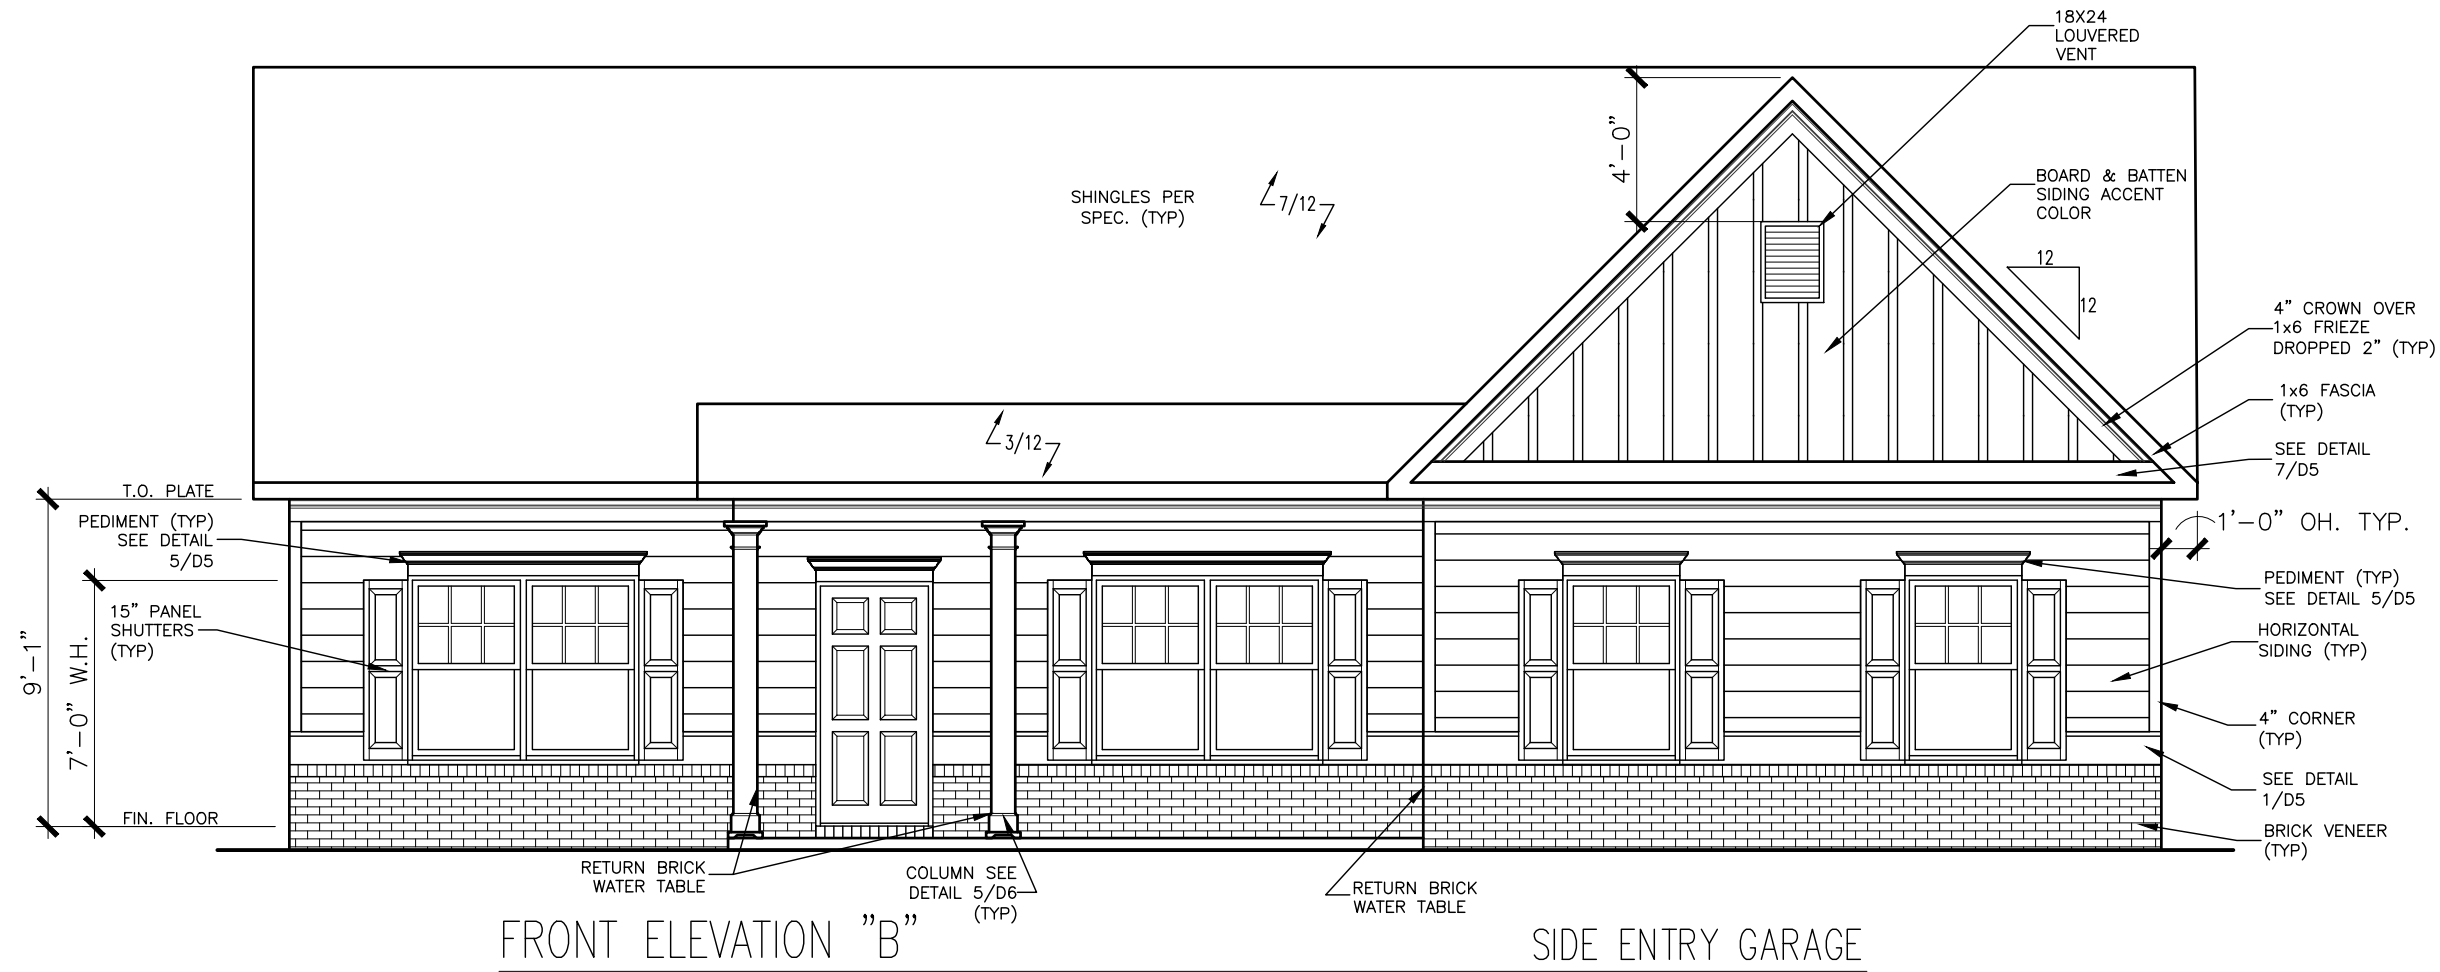 18X24
LOUVERED
VENT
4'-0"
SHINGLES PER
SPEC. (TYP)
7/12
BOARD & BATTEN
SIDING ACCENT
COLOR
12
12
4" CROWN OVER
1x6 FRIEZE
DROPPED 2" (TYP)
1x6 FASCIA
(TYP)
3/12
SEE DETAIL
7/D5
T.O. PLATE
PEDIMENT (TYP)
SEE DETAIL
5/D5
1'-0" OH. TYP.
15" PANEL
SHUTTERS
(TYP)
9'-1"
7'-0" W.H.
PEDIMENT (TYP)
SEE DETAIL 5/D5
HORIZONTAL
SIDING (TYP)
4" CORNER
(TYP)
SEE DETAIL
1/D5
FIN. FLOOR
BRICK VENEER
(TYP)
RETURN BRICK
WATER TABLE
COLUMN SEE
DETAIL 5/D6
(TYP)
RETURN BRICK
WATER TABLE
FRONT ELEVATION "B"
SIDE ENTRY GARAGE